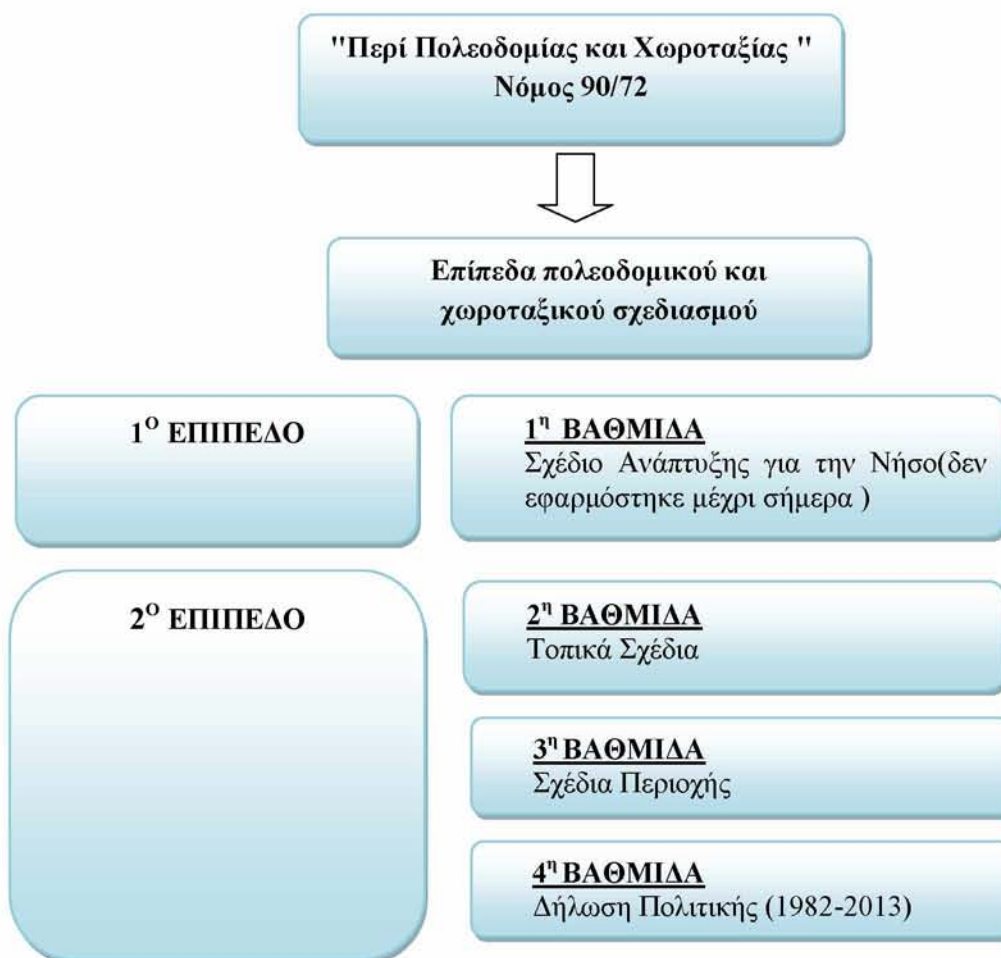 "Περί Πολεοδομίας και Χωροταξίας "
Νόμος 90/72
Επίπεδα πολεοδομικού και
χωροταξικού σχεδιασμού
1Ο ΕΠΙΠΕΔΟ
1η ΒΑΘΜΙΔΑ
Σχέδιο Ανάπτυξης για την Νήσο(δεν
εφαρμόστηκε μέχρι σήμερα )
2Ο ΕΠΙΠΕΔΟ
2η ΒΑΘΜΙΔΑ
Τοπικά Σχέδια
3η ΒΑΘΜΙΔΑ
Σχέδια Περιοχής
4η ΒΑΘΜΙΔΑ
Δήλωση Πολιτικής (1982-2013)